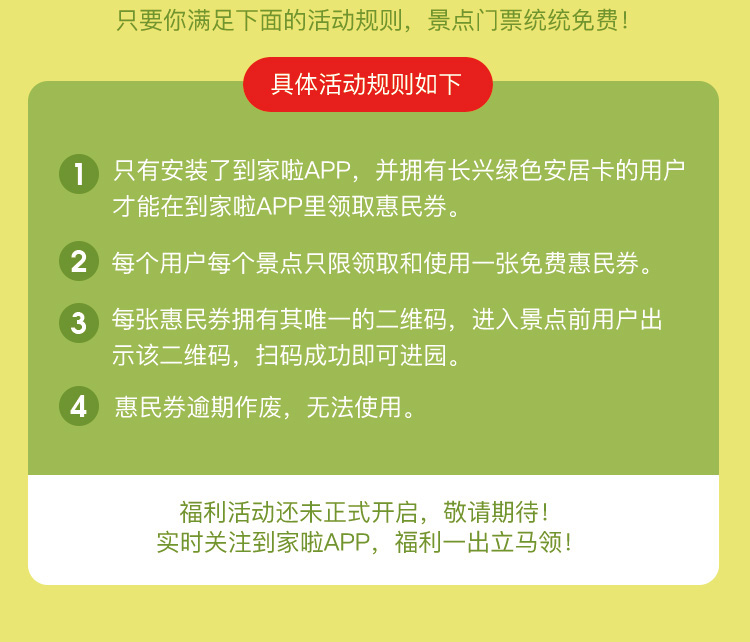 只要你满足下面的活动规则，景点门票统统免费！
具体活动规则如下
1 只有安装了到家啦APP，并拥有长兴绿色安居卡的用户
才能在到家啦APP里领取惠民券。
2 每个用户每个景点只限领取和使用一张免费惠民券。
3 每张惠民券拥有其唯一的二维码，进入景点前用户出
示该二维码，扫码成功即可进园。
4 惠民券逾期作废，无法使用。
福利活动还未正式开启，敬请期待！
实时关注到家啦APP，福利一出立马领！